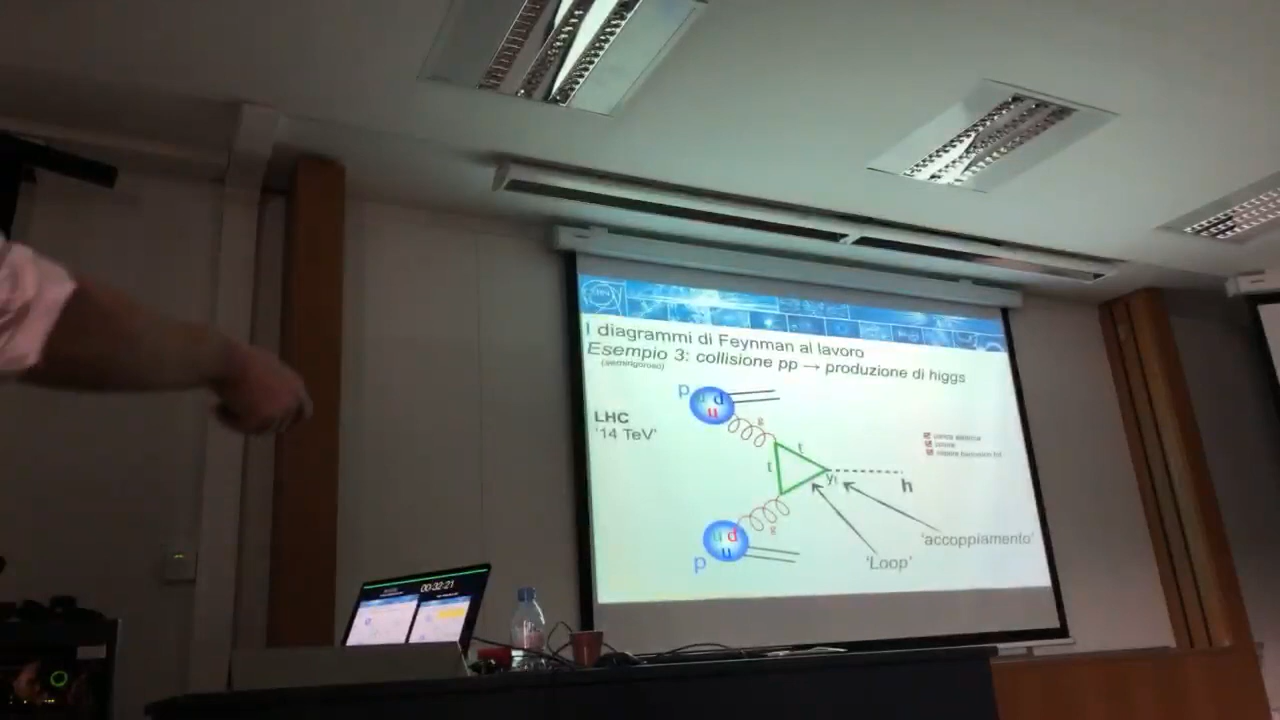 I diagrammi di Feynman al lavoro
Esempio 3: collisione pp → produzione di higgs
(semirigoroso)
p
u d
u
g
LHC
'14 TeV'
t
t
yt
h
g
u d
u
p
'accoppiamento'
'Loop'
00:32:21